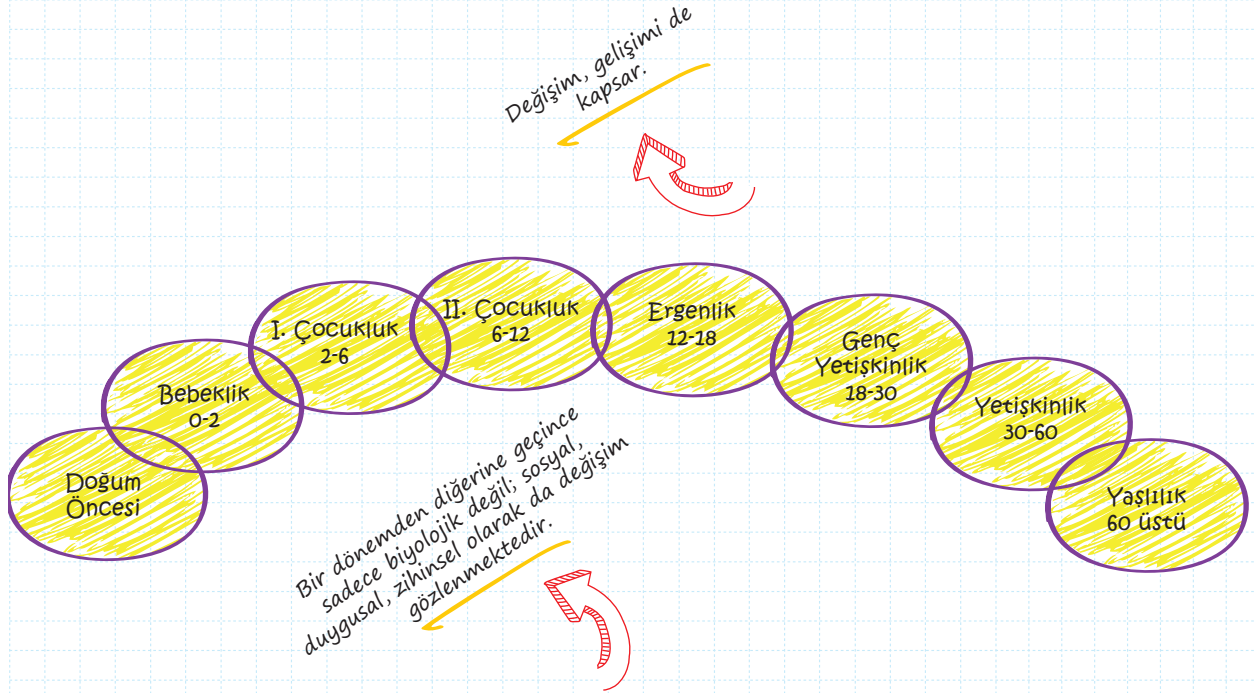 Değişim, gelişimi de
kapsar.
Doğum
Öncesi
Bebeklik
0-2
I. Çocukluk
2-6
II. Çocukluk
6-12
Ergenlik
12-18
Genç
Yetişkinlik
18-30
Yetişkinlik
30-60
Yaşlılık
60 üstü
Bir dönemden diğerine geçince
sadece biyolojik değil; sosyal,
duygusal, zihinsel olarak da değişim
gözlenmektedir.